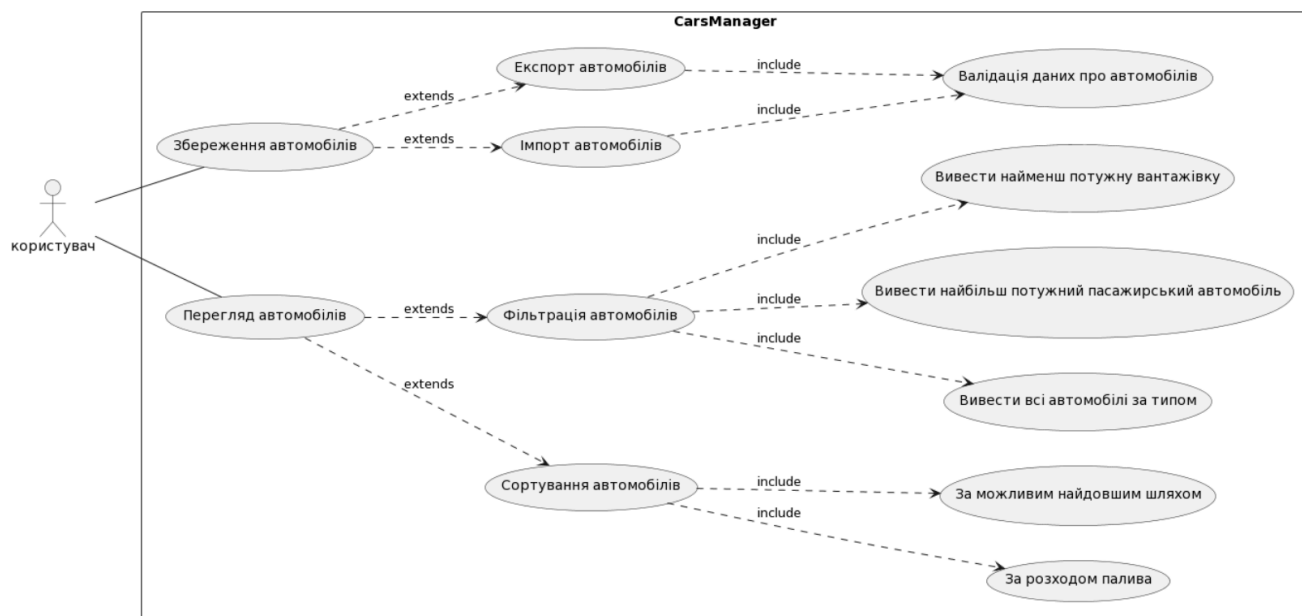 CarsManager
Експорт автомобілів
include
Валідація даних про автомобілів
extends
include
Збереження автомобілів
extends
Імпорт автомобілів
Вивести найменш потужну вантажівку
користувач
include
Вивести найбільш потужний пасажирський автомобіль
include
Перегляд автомобілів
extends
Фільтрація автомобілів
include
extends
Вивести всі автомобілі за типом
Сортування автомобілів
include
За можливим найдовшим шляхом
include
За розходом палива